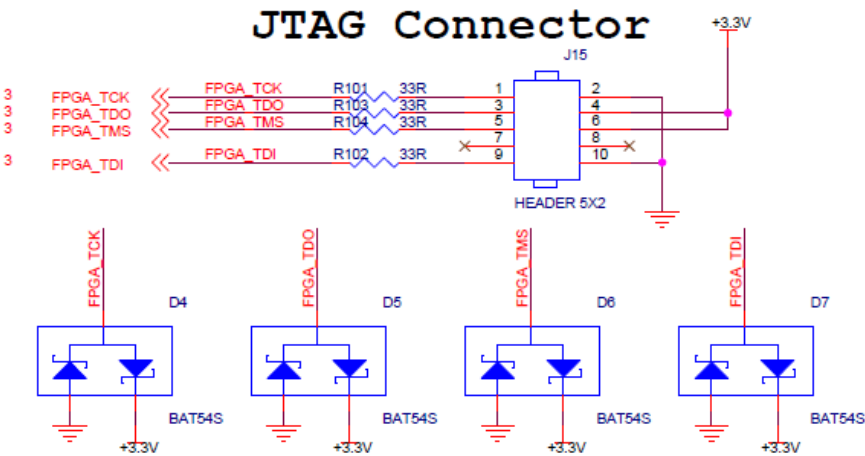 JTAG Connector
+3.3V
J15
3 FPGA_TCK FPGA_TCK R101 33R 1 2
3 FPGA_TDO FPGA_TDO R103 33R 3 4
3 FPGA_TMS FPGA_TMS R104 33R 5 6
7 8
3 FPGA_TDI FPGA_TDI R102 33R 9 10
HEADER 5X2
FPGA_TCK FPGA_TDO FPGA_TMS FPGA_TDI
D4 D5 D6 D7
BAT54S BAT54S BAT54S BAT54S
+3.3V +3.3V +3.3V +3.3V